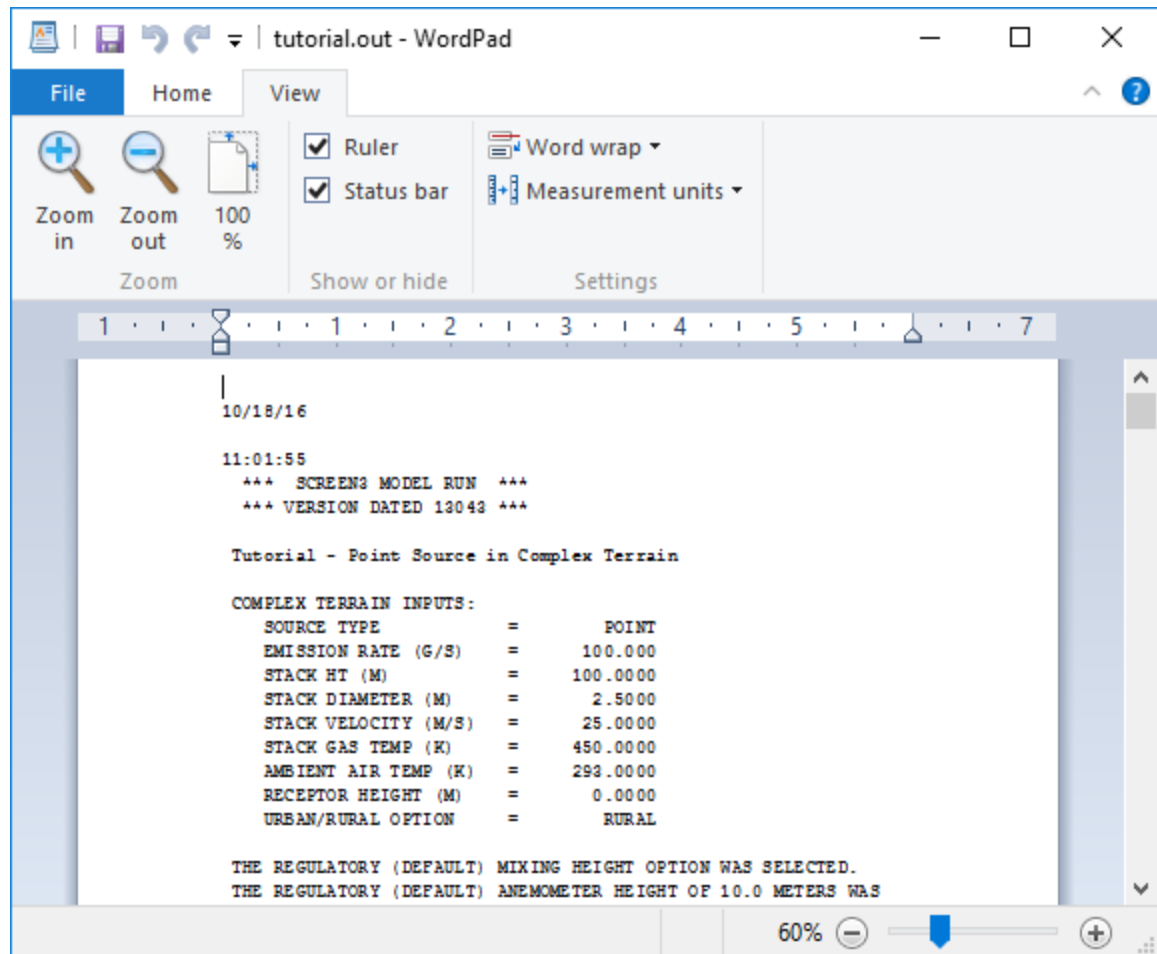 tutorial.out - WordPad
File Home View
Ruler Word wrap
Status bar Measurement units
Zoom in Zoom out 100 %
Zoom Show or hide Settings
1 1 2 3 4 5 7
10/18/16
11:01:55
*** SCREEN3 MODEL RUN ***
*** VERSION DATED 13043 ***
Tutorial - Point Source in Complex Terrain
COMPLEX TERRAIN INPUTS:
SOURCE TYPE = POINT
EMISSION RATE (G/S) = 100.000
STACK HT (M) = 100.0000
STACK DIAMETER (M) = 2.5000
STACK VELOCITY (M/S) = 25.0000
STACK GAS TEMP (K) = 450.0000
AMBIENT AIR TEMP (K) = 293.0000
RECEPTOR HEIGHT (M) = 0.0000
URBAN/RURAL OPTION = RURAL
THE REGULATORY (DEFAULT) MIXING HEIGHT OPTION WAS SELECTED.
THE REGULATORY (DEFAULT) ANEMOMETER HEIGHT OF 10.0 METERS WAS
60%